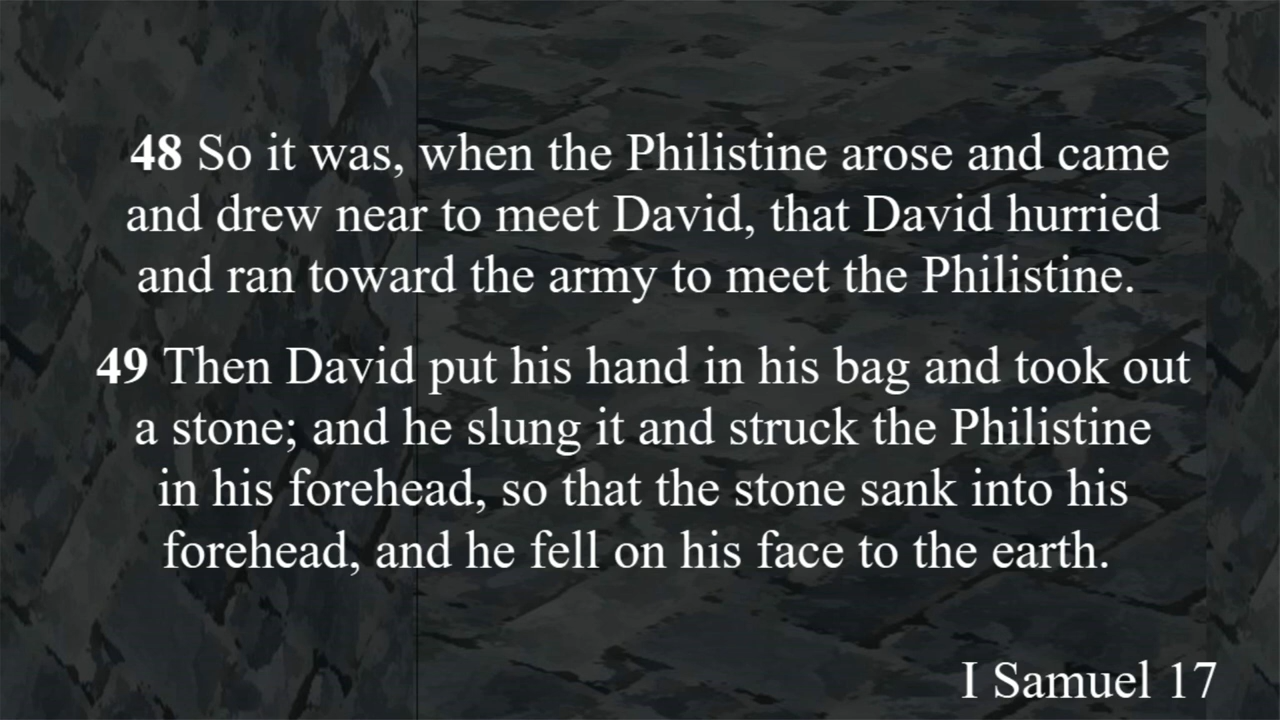 48 So it was, when the Philistine arose and came
and drew near to meet David, that David hurried
and ran toward the army to meet the Philistine.
49 Then David put his hand in his bag and took out
a stone; and he slung it and struck the Philistine
in his forehead, so that the stone sank into his
forehead, and he fell on his face to the earth.
I Samuel 17